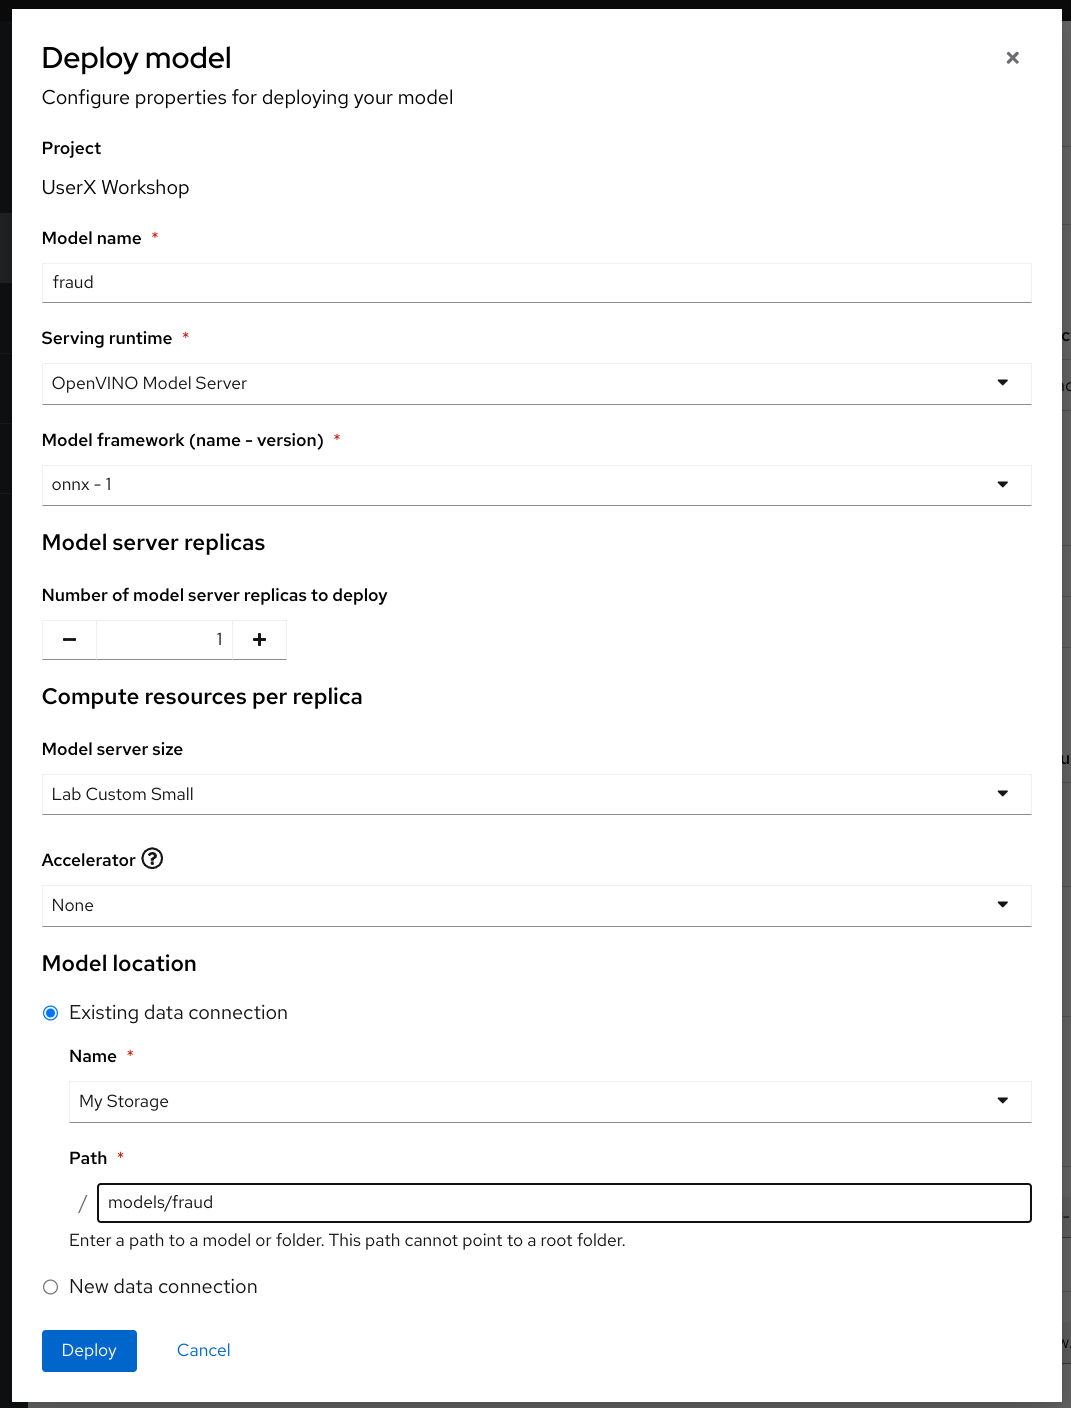 Deploy model
Configure properties for deploying your model
Project
UserX Workshop
Model name *
fraud
Serving runtime *
OpenVINO Model Server
Model framework (name - version) *
onnx - 1
Model server replicas
Number of model server replicas to deploy
1
Compute resources per replica
Model server size
Lab Custom Small
Accelerator
None
Model location
Existing data connection
Name *
My Storage
Path *
/ models/fraud
Enter a path to a model or folder. This path cannot point to a root folder.
New data connection
Deploy Cancel